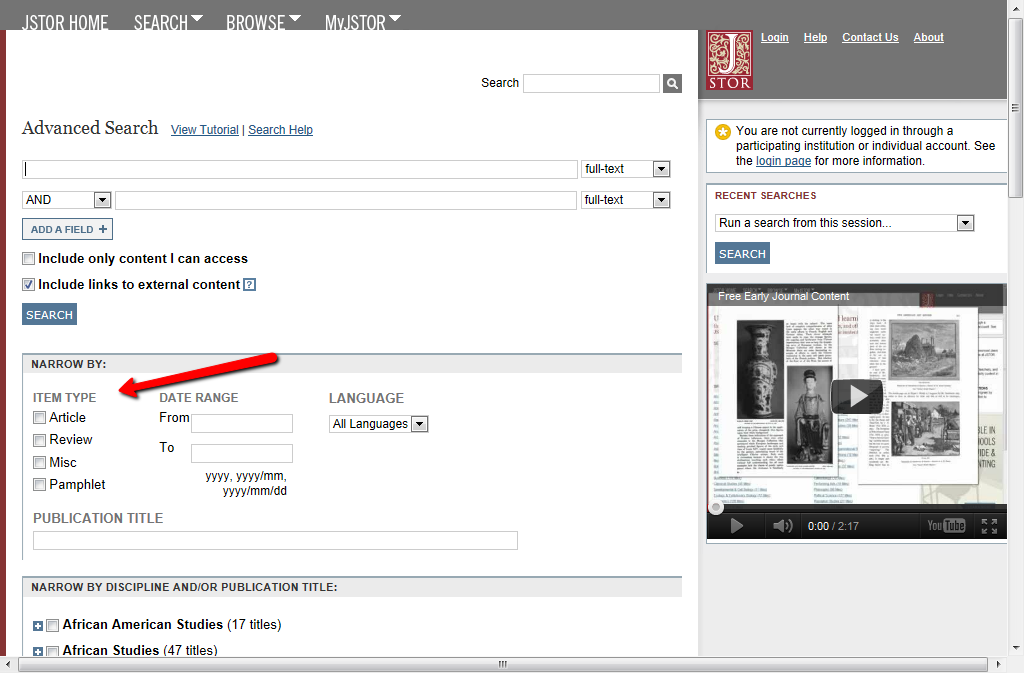 JSTOR HOME SEARCH BROWSE MyJSTOR
Login Help Contact Us About
JSTOR
Search
Advanced Search View Tutorial | Search Help
full-text
AND full-text
ADD A FIELD +
Include only content I can access
Include links to external content ?
SEARCH
NARROW BY:
ITEM TYPE
Article
Review
Misc
Pamphlet
DATE RANGE
From
To
yyyy, yyyy/mm,
yyyy/mm/dd
LANGUAGE
All Languages
PUBLICATION TITLE
NARROW BY DISCIPLINE AND/OR PUBLICATION TITLE:
African American Studies (17 titles)
African Studies (47 titles)
You are not currently logged in through a
participating institution or individual account. See
the login page for more information.
RECENT SEARCHES
Run a search from this session...
SEARCH
Free Early Journal Content
0:00 / 2:17 YouTube